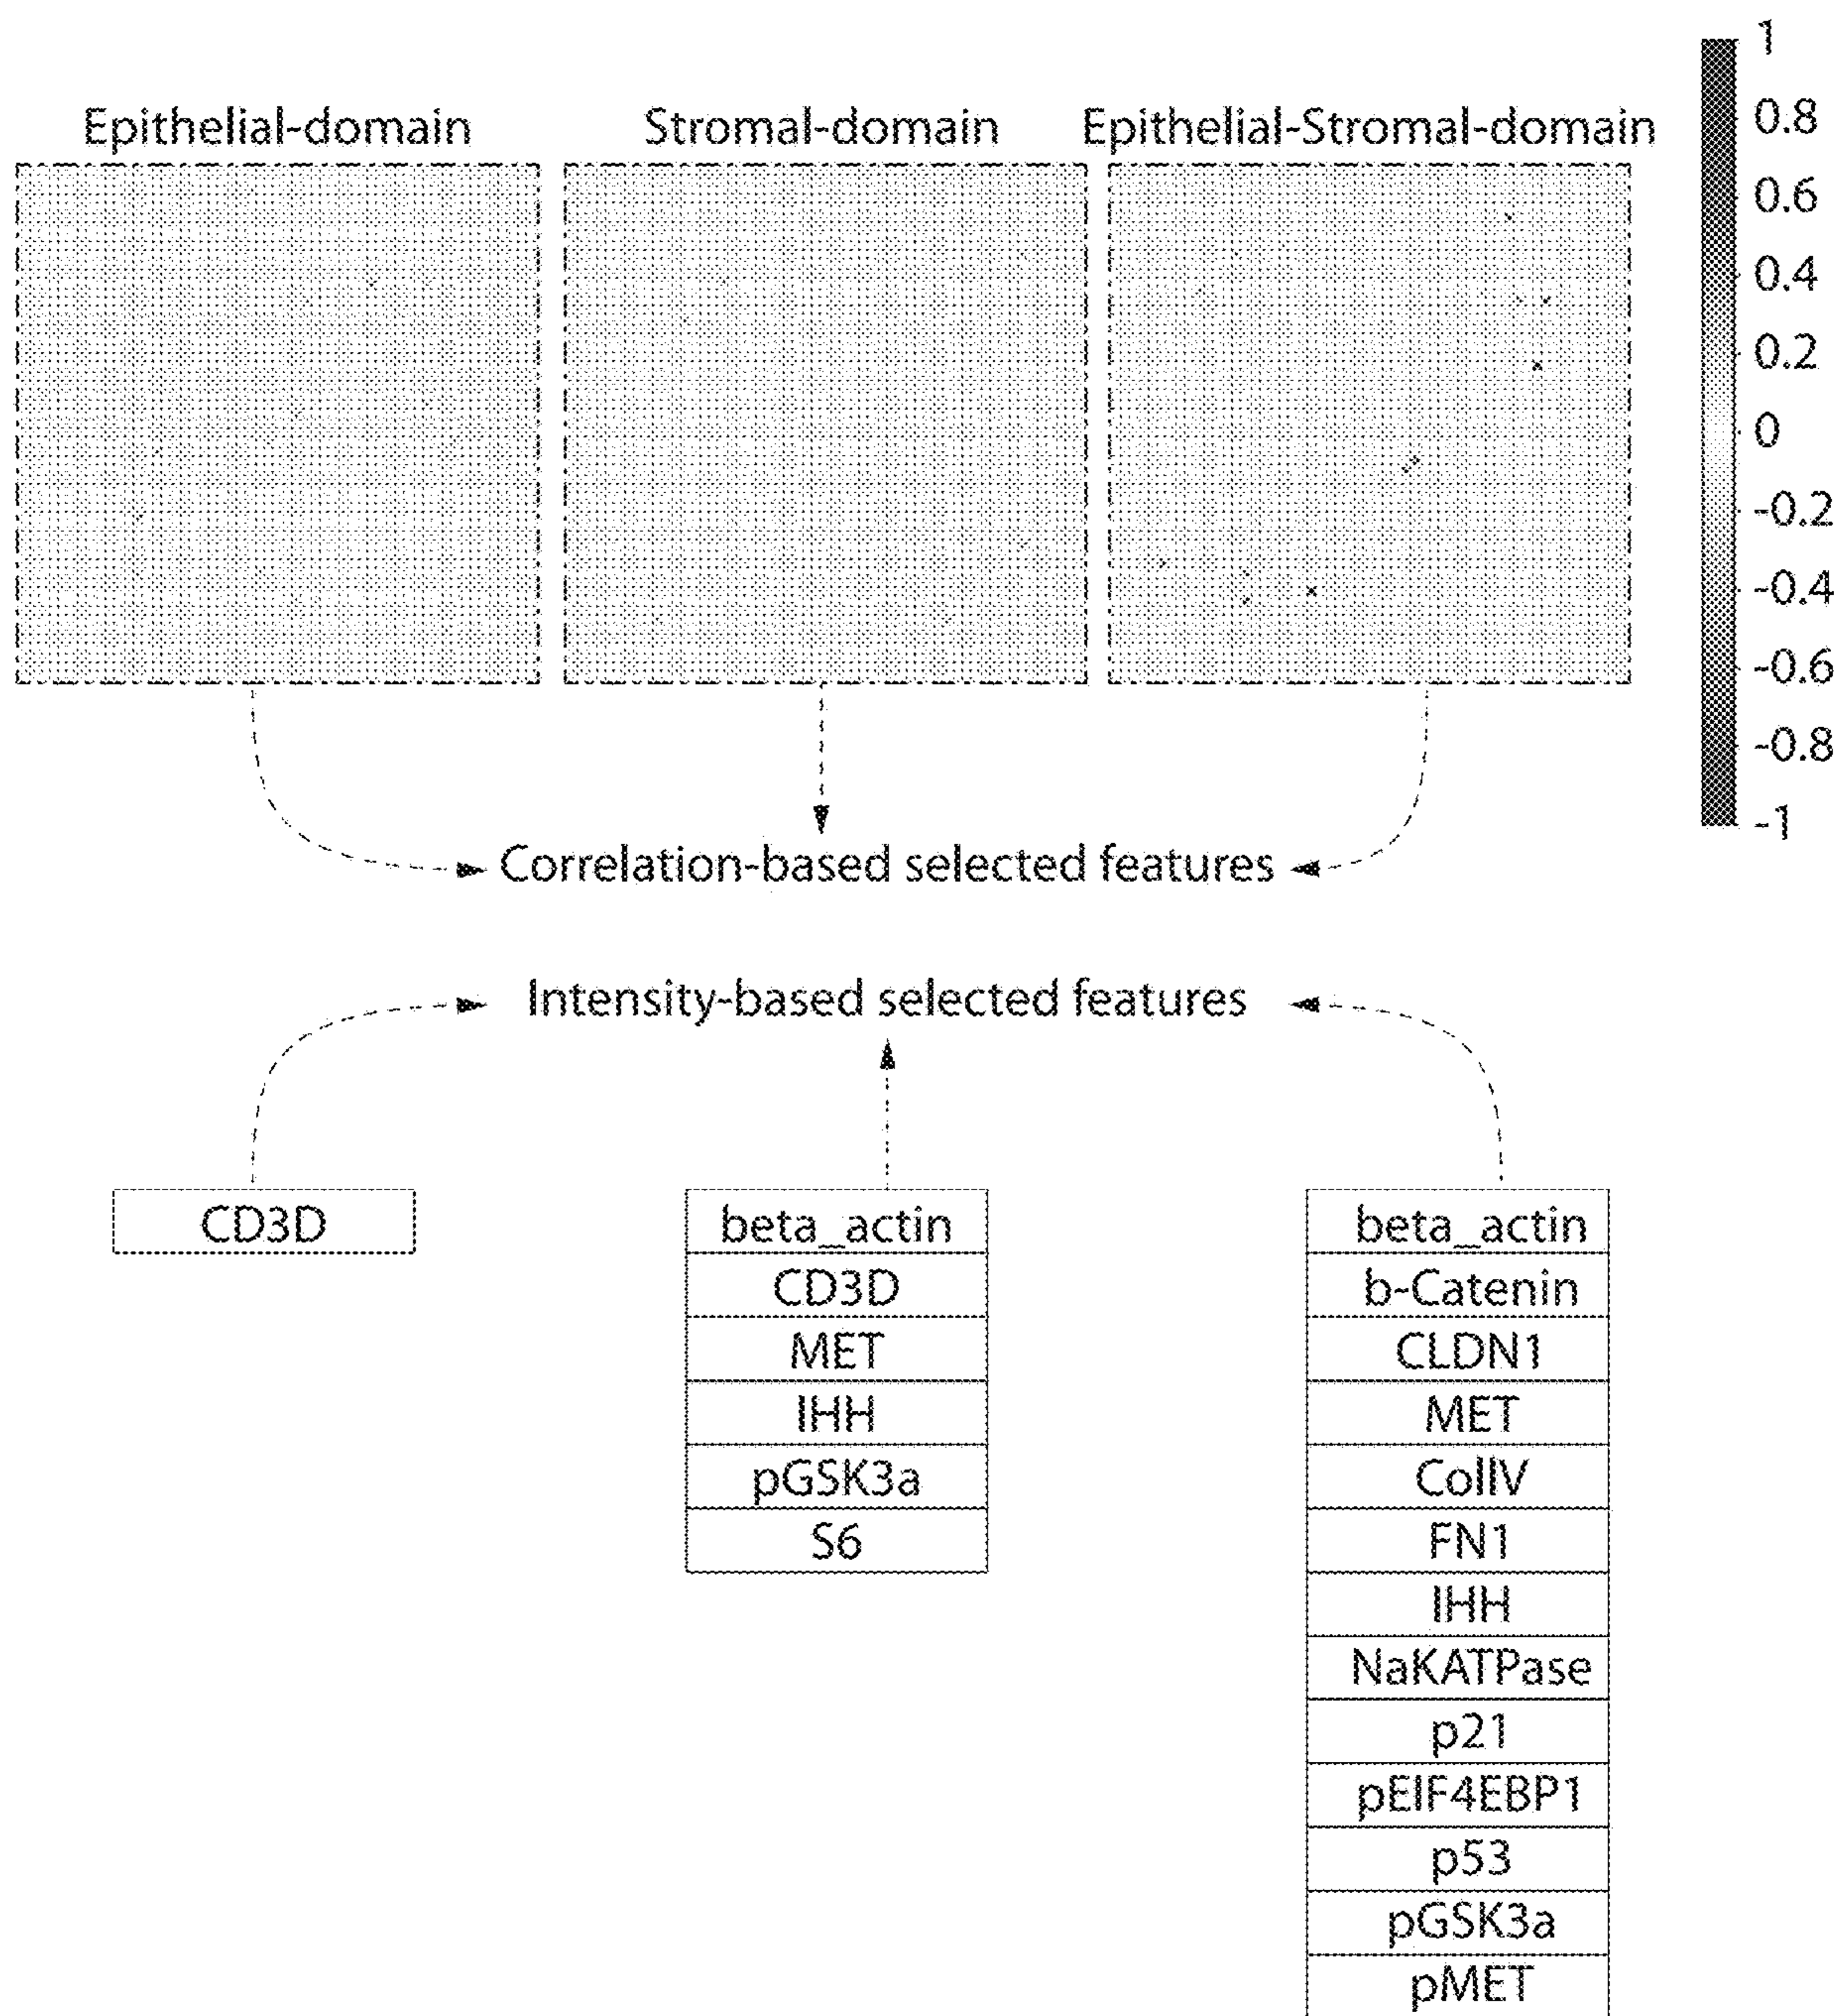 Epithelial-domain
Stromal-domain
Epithelial-Stromal-domain
1
0.8
0.6
0.4
0.2
0
-0.2
-0.4
-0.6
-0.8
-1
Correlation-based selected features
Intensity-based selected features
CD3D
beta_actin
CD3D
MET
IHH
pGSK3a
S6
beta_actin
b-Catenin
CLDN1
MET
CollV
FN1
IHH
NaKATPase
p21
pEIF4EBP1
p53
pGSK3a
pMET